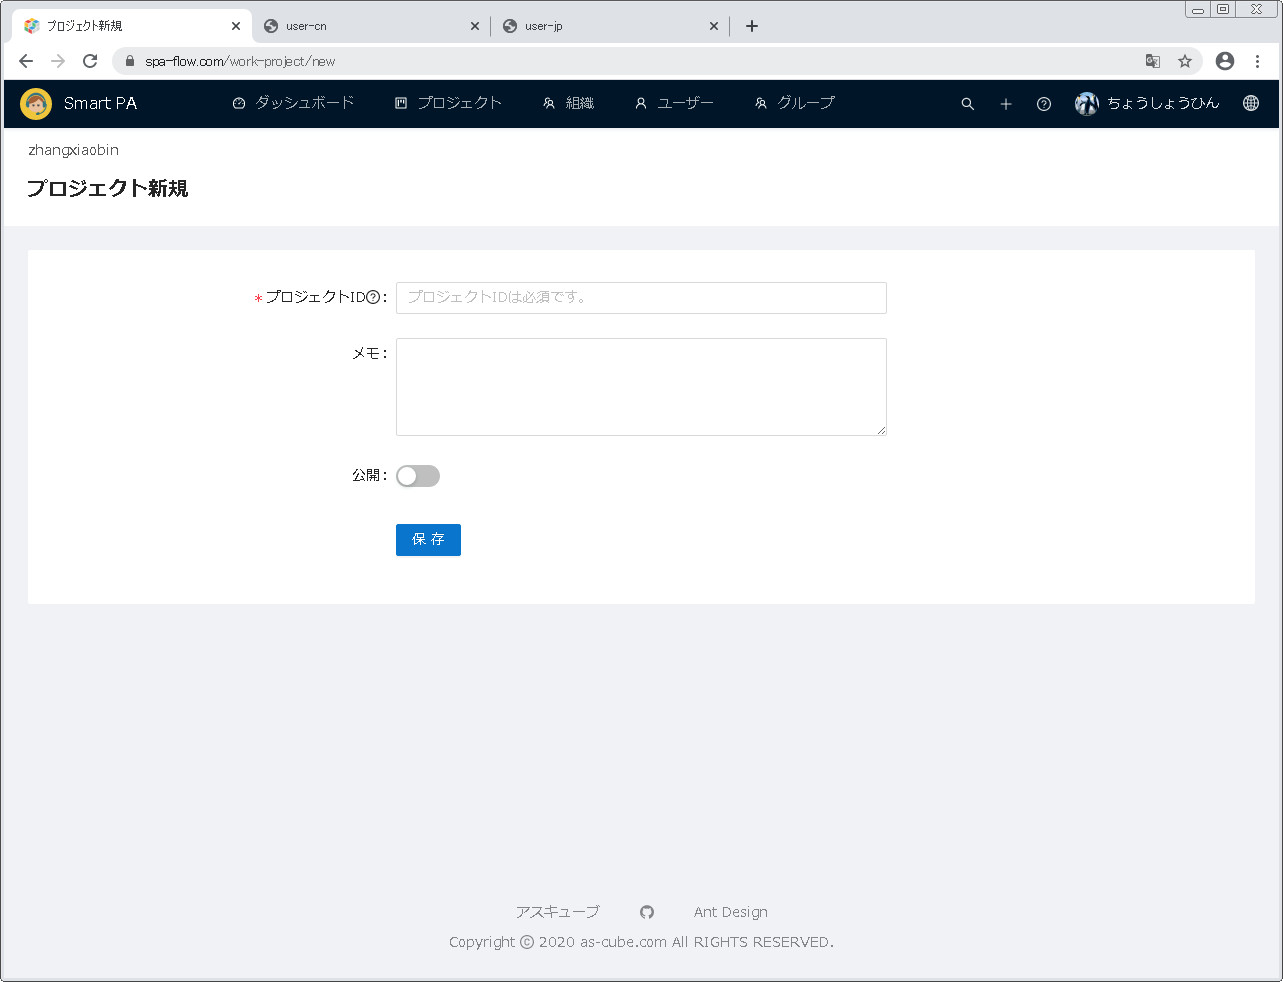 プロジェクト新規
user-cn
user-jp
spa-flow.com/work-project/new
Smart PA
ダッシュボード
プロジェクト
組織
ユーザー
グループ
ちょうしょうひん
zhangxiaobin
プロジェクト新規
* プロジェクトID :
プロジェクトIDは必須です。
メモ :
公開 :
保 存
アスキューブ
Ant Design
Copyright © 2020 as-cube.com All RIGHTS RESERVED.